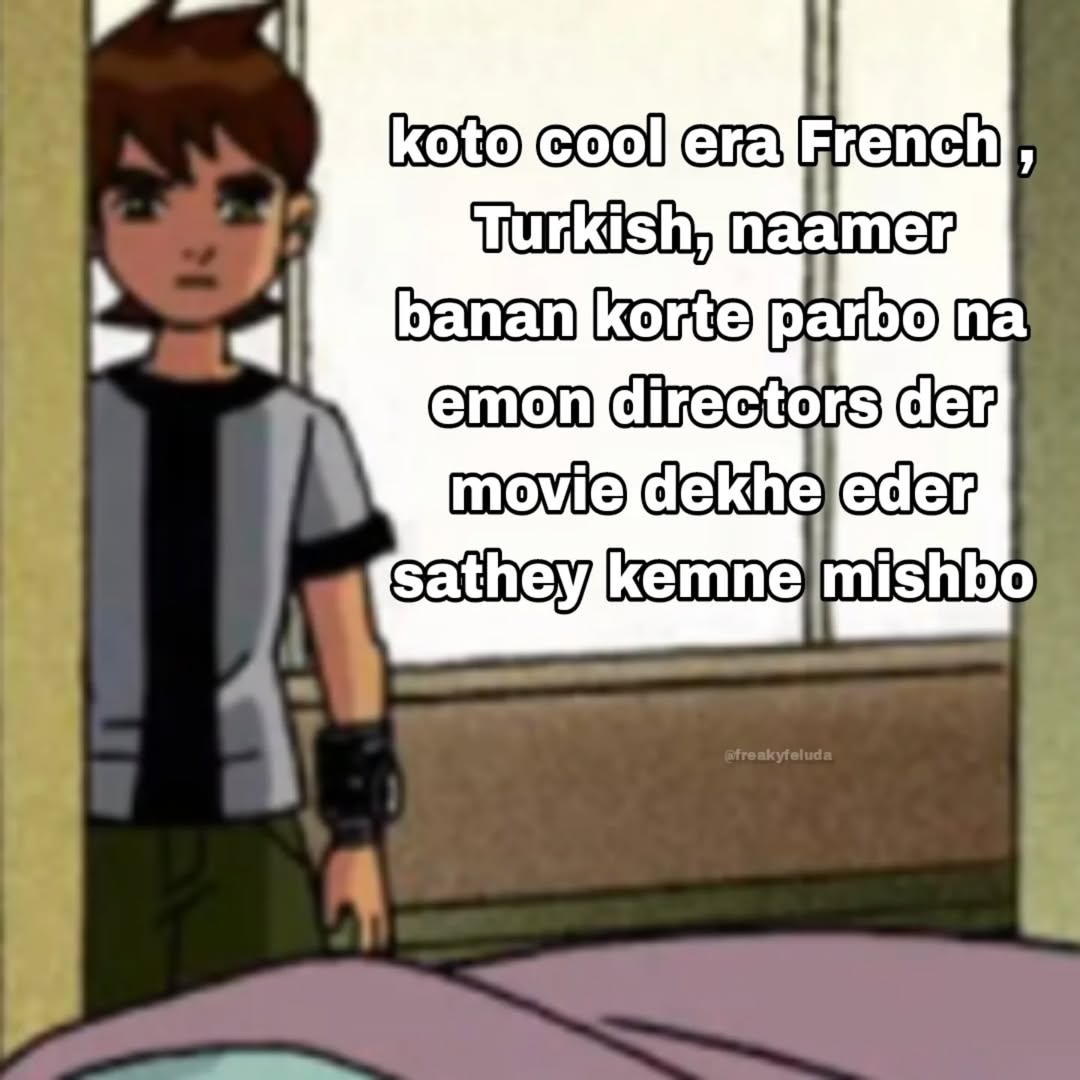 koto cool era French ,
Turkish, naamer
banan korte parbo na
emon directors der
movie dekhe eder
sathey kemne mishbo
@freakyfeluda